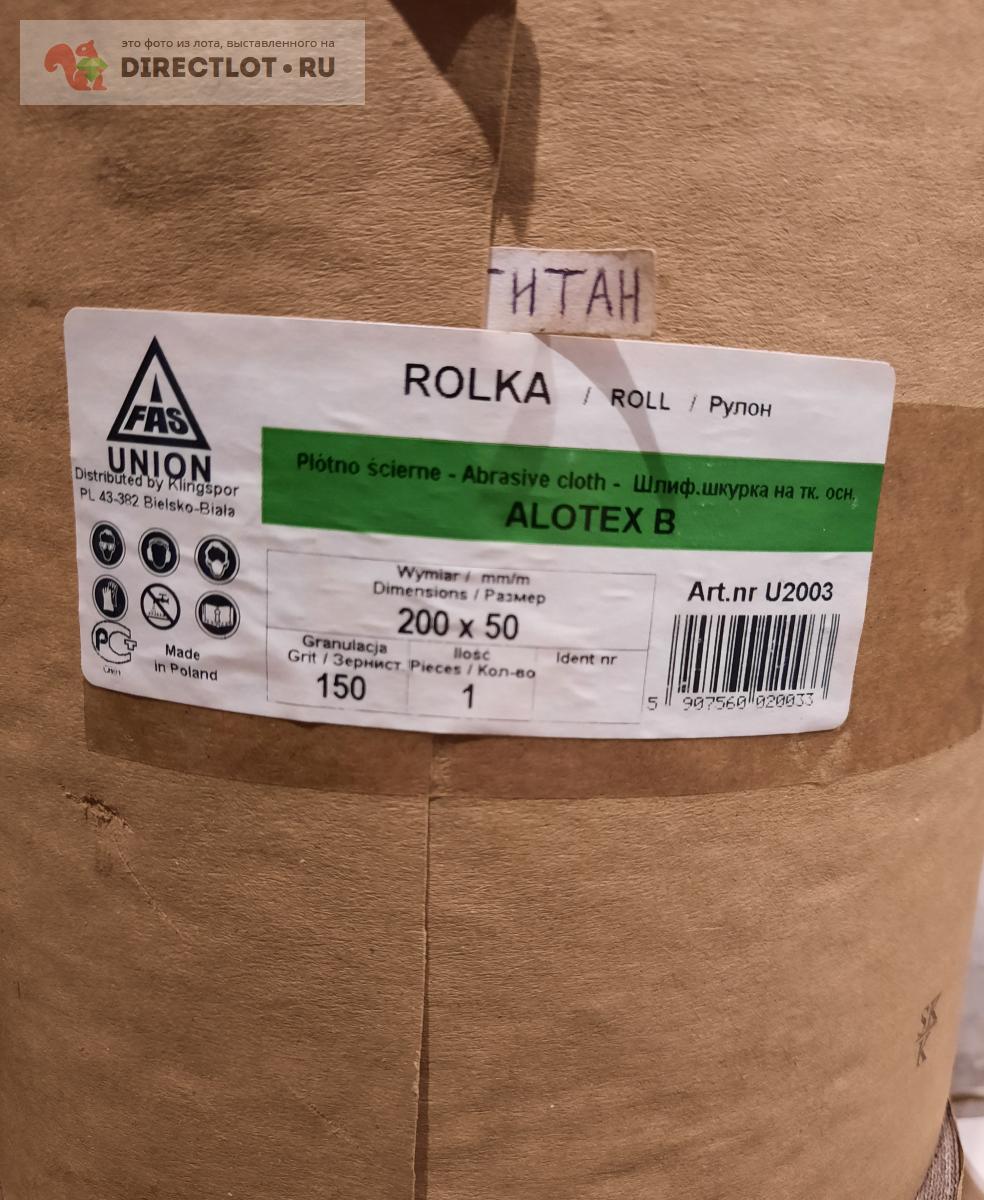 это фото из лота, выставленного на
DIRECTLOT•RU
ТИТАН
ROLKA / ROLL / Рулон
FAS
UNION
Distributed by Klingspor
PL 43-382 Bielsko-Biała
Płótno ścierne - Abrasive cloth - Шлиф.шкурка на тк. осн.
ALOTEX B
Wymiar / mm/m
Dimensions / Размер
200 x 50
Granulacja
Grit / Зернист.
150
Ilość
Pieces / Кол-во
1
Ident nr
Art.nr U2003
5 907560 020033
Made
in Poland